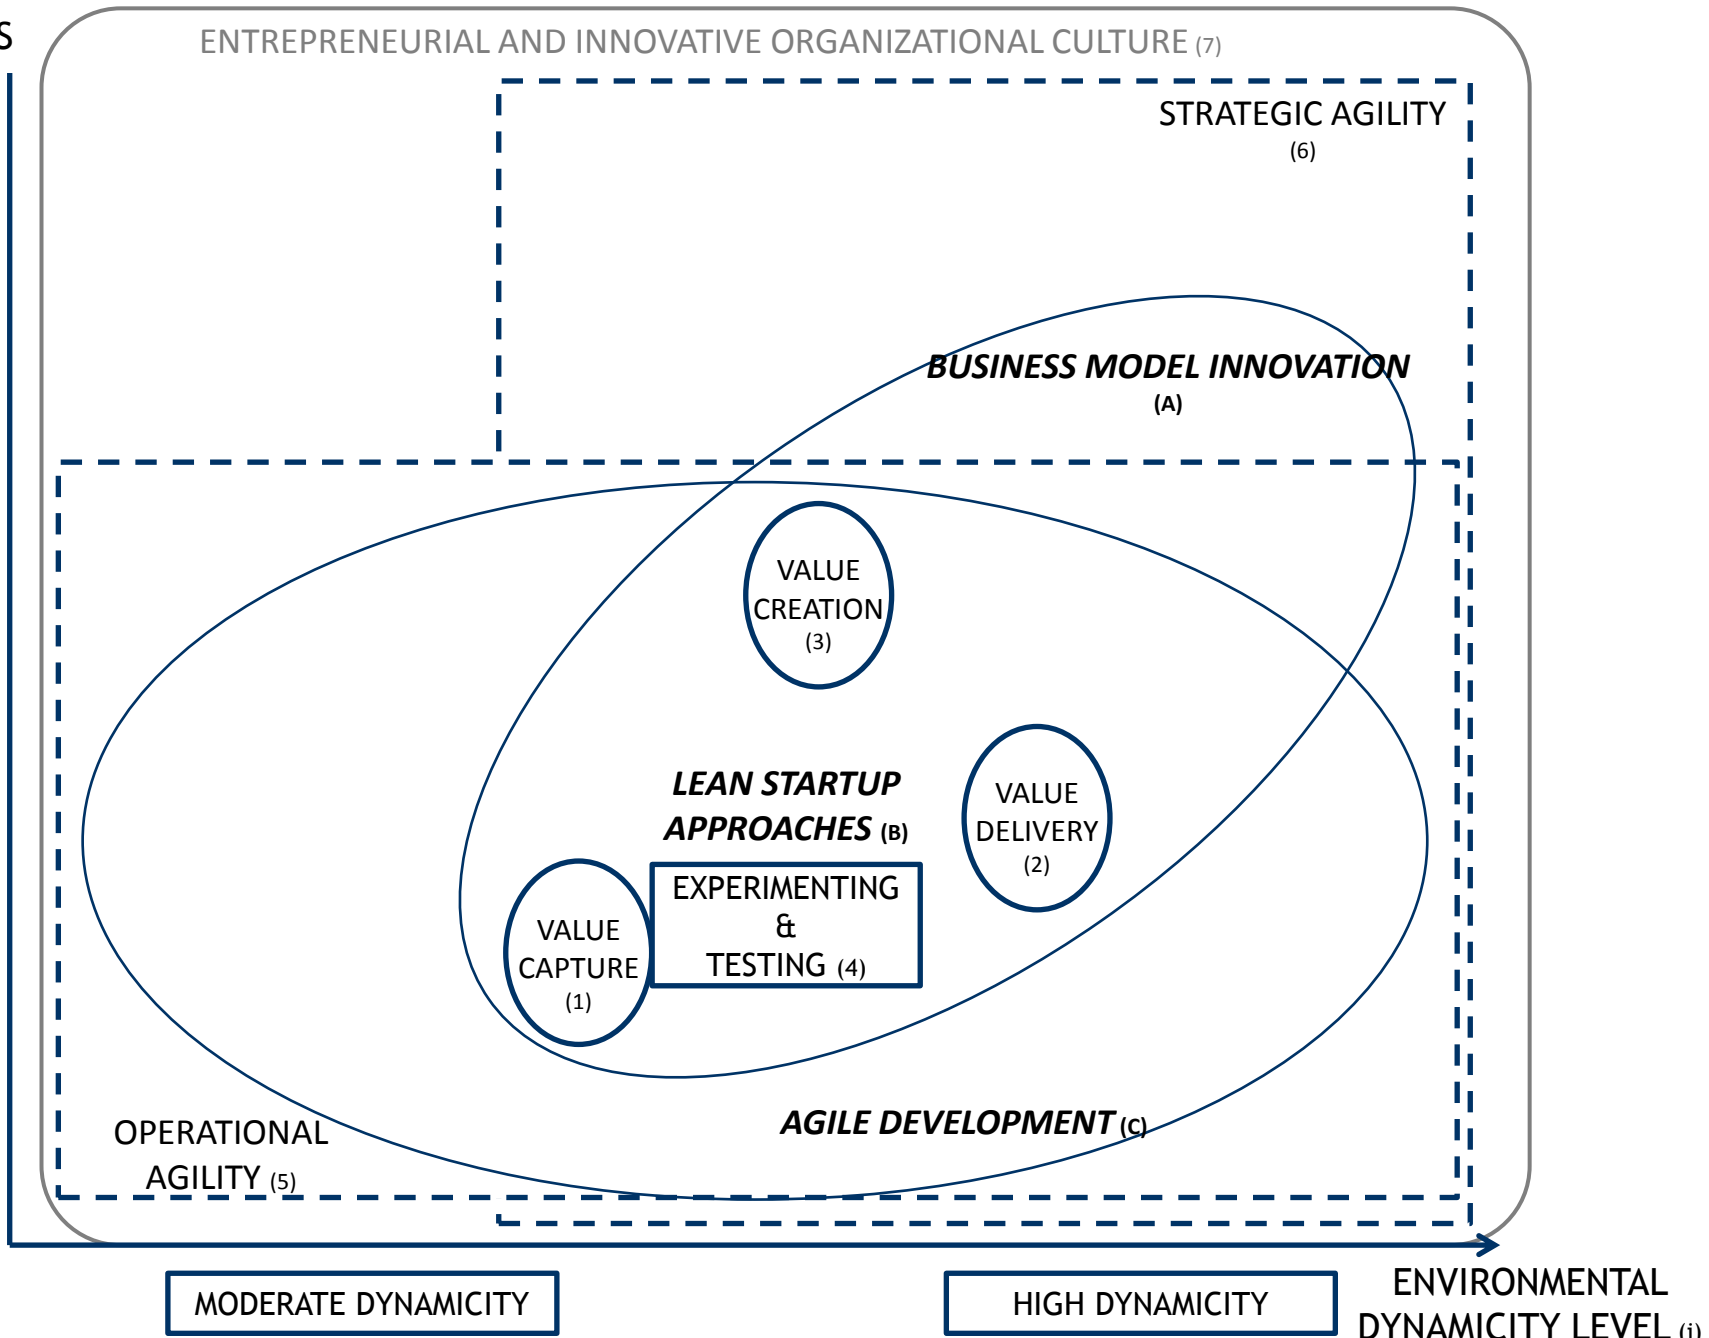 S
ENTREPRENEURIAL AND INNOVATIVE ORGANIZATIONAL CULTURE (7)
STRATEGIC AGILITY
(6)
BUSINESS MODEL INNOVATION
(A)
VALUE
CREATION
(3)
LEAN STARTUP
APPROACHES (B)
VALUE
DELIVERY
(2)
EXPERIMENTING
&
TESTING (4)
VALUE
CAPTURE
(1)
AGILE DEVELOPMENT (C)
OPERATIONAL
AGILITY (5)
MODERATE DYNAMICITY
HIGH DYNAMICITY
ENVIRONMENTAL
DYNAMICITY LEVEL (i)